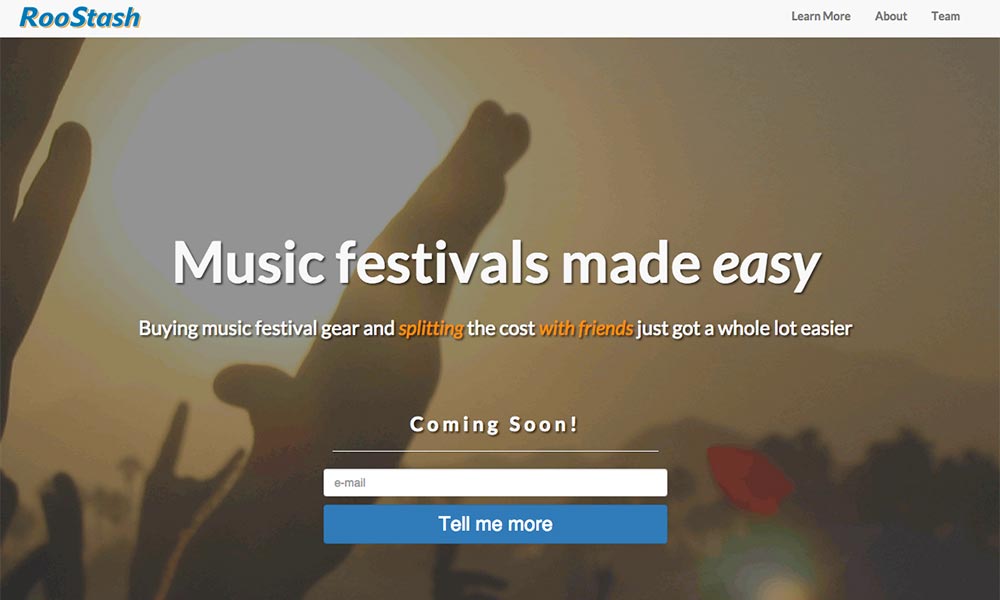 RooStash
Learn More About Team
Music festivals made easy
Buying music festival gear and splitting the cost with friends just got a whole lot easier
Coming Soon!
e-mail
Tell me more